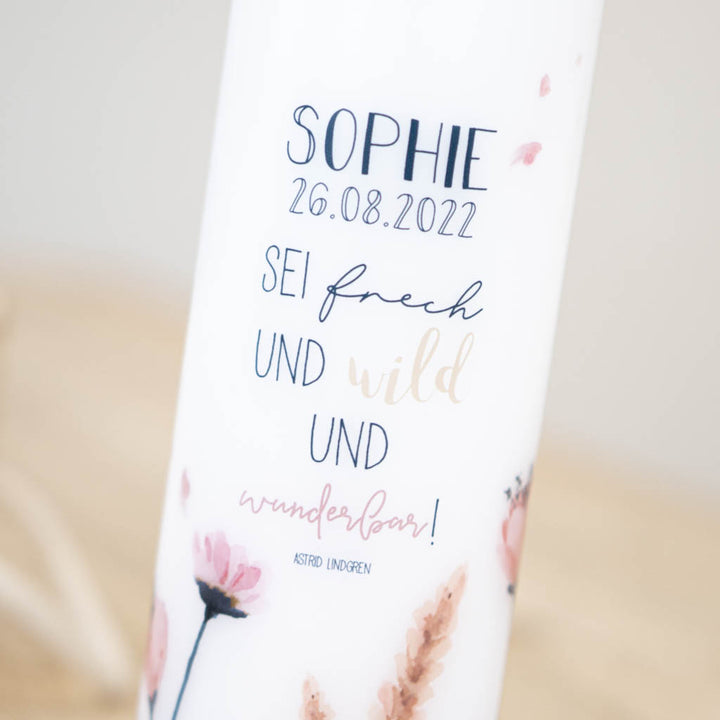 SOPHIE
26.08.2022
SEI frech
UND wild
UND
wunderbar!
ASTRID LINDGREN